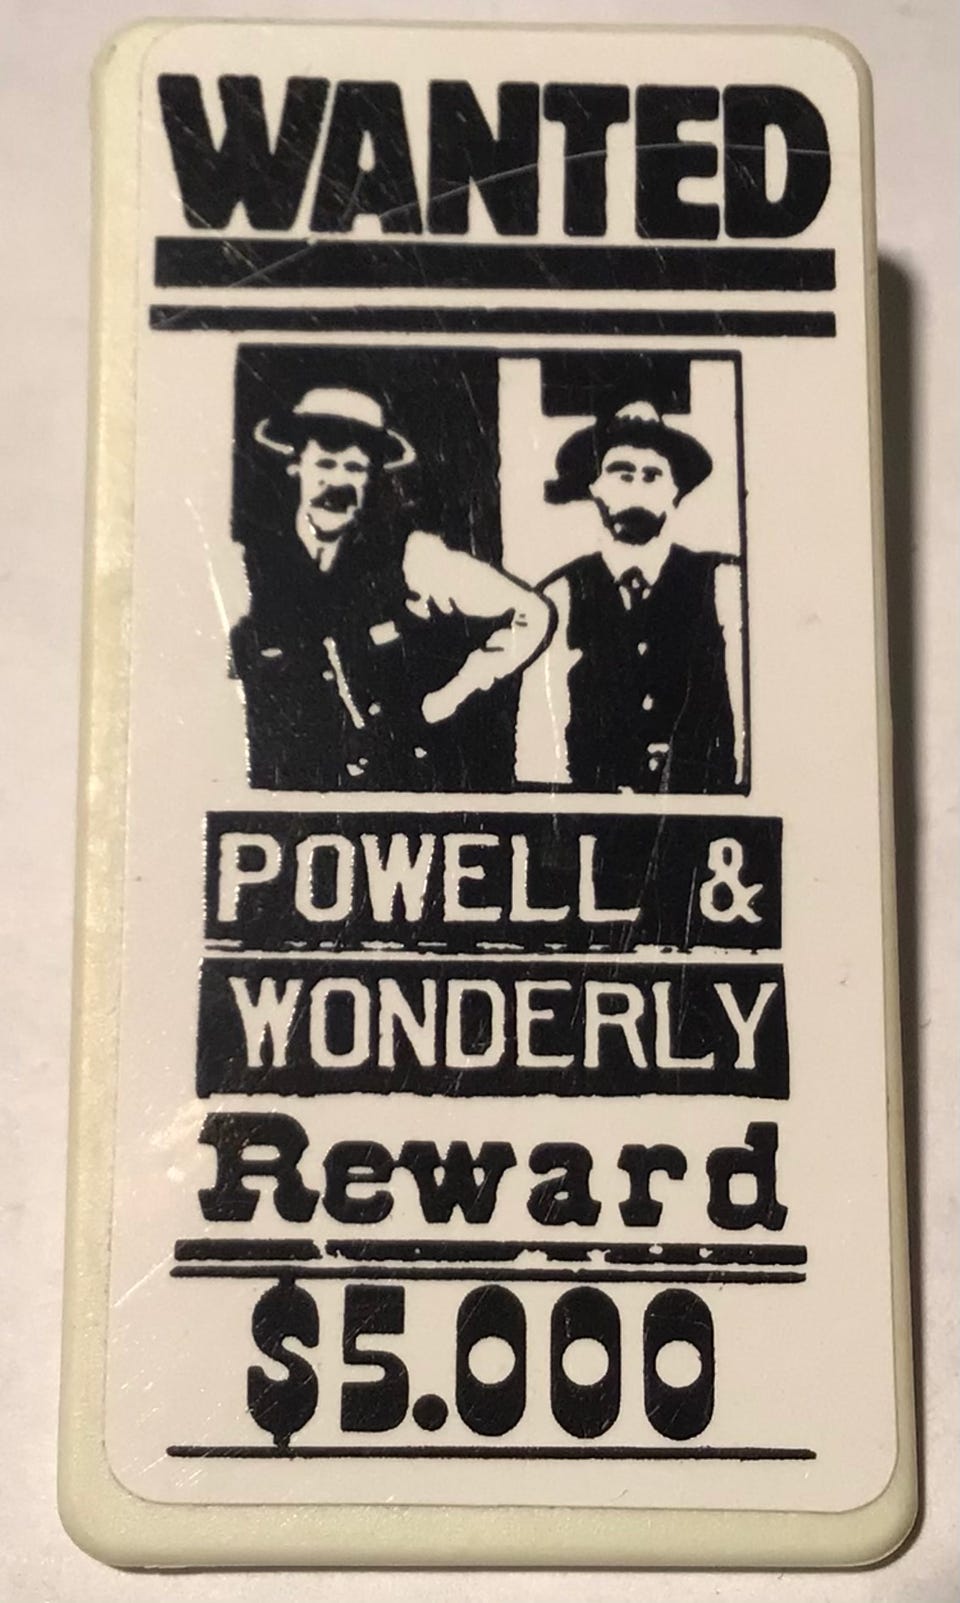 WANTED
POWELL &
WONDERLY
Reward
$5.000